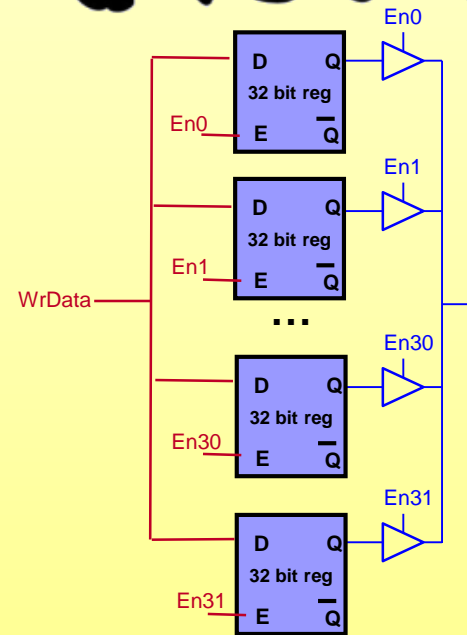 En0
D Q
32 bit reg
En0
E Q
En1
D Q
32 bit reg
En1
E Q
WrData
...
En30
D Q
32 bit reg
En30
E Q
En31
D Q
32 bit reg
En31
E Q